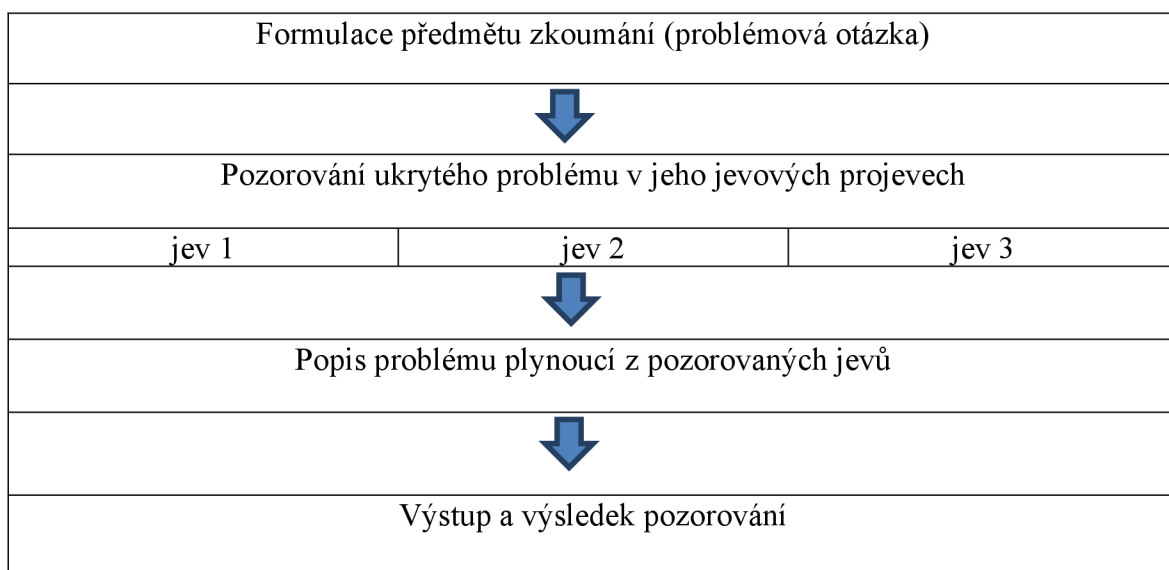 Formulace předmětu zkoumání (problémová otázka)
Pozorování ukrytého problému v jeho jevových projevech
jev 1 jev 2 jev 3
Popis problému plynoucí z pozorovaných jevů
Výstup a výsledek pozorování